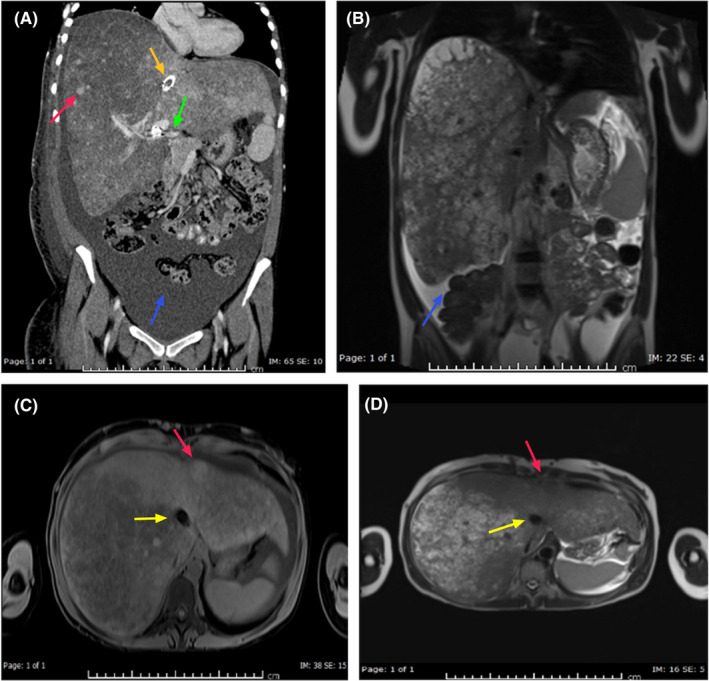 (A)
Page: 1 of 1
cm
IM: 65 SE: 10
(B)
Page: 1 of 1
cm
IM: 22 SE: 4
(C)
Page: 1 of 1
cm
IM: 38 SE: 15
(D)
Page: 1 of 1
cm
IM: 16 SE: 5